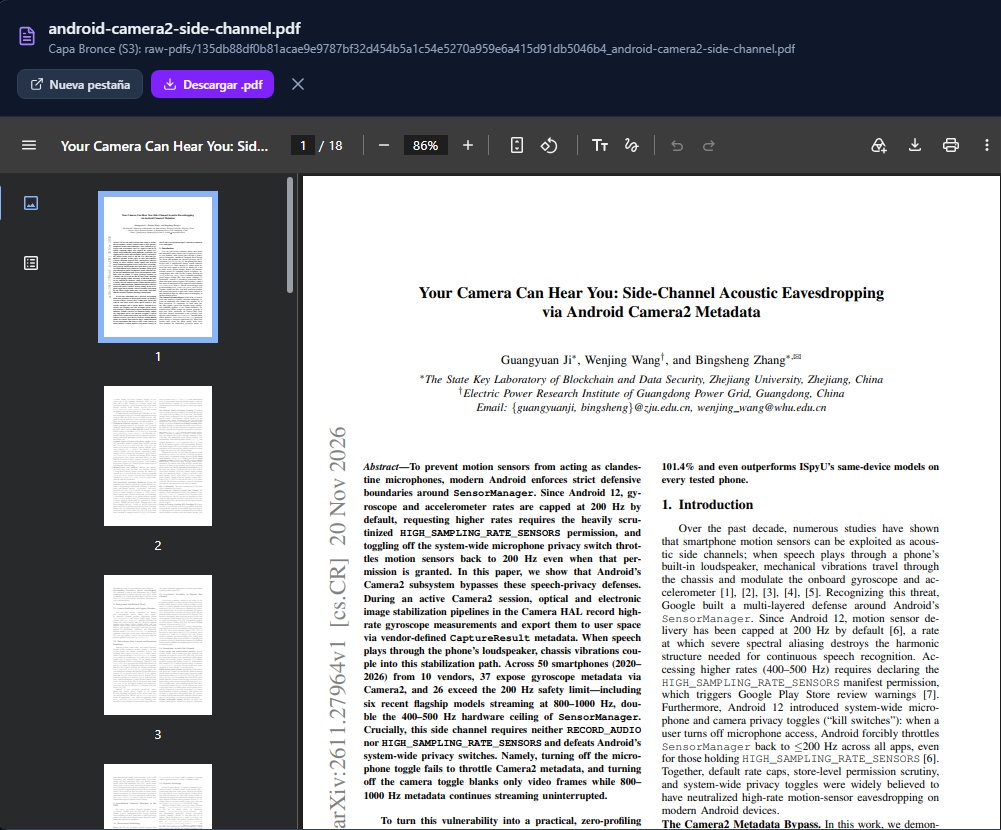 android-camera2-side-channel.pdf
Capa Bronce (S3): raw-pdfs/135db88df0b81acae9e9787bf32d454b5a1c54e5270a959e6a415d91db5046b4_android-camera2-side-channel.pdf
Nueva pestaña
Descargar .pdf
Your Camera Can Hear You: Sid...
1 / 18
86%
1
2
3
Your Camera Can Hear You: Side-Channel Acoustic Eavesdropping
via Android Camera2 Metadata
Guangyuan Ji*, Wenjing Wang†, and Bingsheng Zhang*,✉
*The State Key Laboratory of Blockchain and Data Security, Zhejiang University, Zhejiang, China
†Electric Power Research Institute of Guangdong Power Grid, Guangdong, China
Email: {guangyuanji, bingsheng}@zju.edu.cn, wenjing_wang@whu.edu.cn
arXiv:2611.27964v1 [cs.CR] 20 Nov 2026
Abstract—To prevent motion sensors from acting as clandes-
tine microphones, modern Android enforces strict defensive
boundaries around SensorManager. Since Android 12, gy-
roscope and accelerometer rates are capped at 200 Hz by
default, requesting higher rates requires the heavily scru-
tinized HIGH_SAMPLING_RATE_SENSORS permission, and
toggling off the system-wide microphone privacy switch throt-
tles motion sensors back to 200 Hz even when that per-
mission is granted. In this paper, we show that Android's
Camera2 subsystem bypasses these speech-privacy defenses.
During an active Camera2 session, optical and electronic
image stabilization pipelines in the Camera HAL record high-
rate gyroscope measurements and export them to user space
via vendor-defined CaptureResult metadata. When speech
plays through the phone's loudspeaker, chassis vibrations cou-
ple into this stabilization path. Across 50 smartphones (2020–
2026) from 10 vendors, 37 expose gyroscope metadata via
Camera2, and 26 exceed the 200 Hz safety limit—including
six recent flagship models streaming at 800–1000 Hz, dou-
ble the 400–500 Hz hardware ceiling of SensorManager.
Crucially, this side channel requires neither RECORD_AUDIO
nor HIGH_SAMPLING_RATE_SENSORS and defeats Android's
system-wide privacy switches. Namely, turning off the micro-
phone toggle fails to throttle Camera2 metadata, and turning
off the camera toggle blanks only video frames while 800–
1000 Hz metadata continues streaming uninterrupted.
To turn this vulnerability into a practical, zero-profiling
101.4% and even outperforms ISpyU's same-device models on
every tested phone.
1. Introduction
Over the past decade, numerous studies have shown
that smartphone motion sensors can be exploited as acous-
tic side channels; when speech plays through a phone's
built-in loudspeaker, mechanical vibrations travel through
the chassis and modulate the onboard gyroscope and ac-
celerometer [1], [2], [3], [4], [5]. Recognizing this threat,
Google built a multi-layered defense around Android's
SensorManager. Since Android 12, motion sensor de-
livery has been capped at 200 Hz by default [6], a rate
at which severe spectral aliasing destroys the harmonic
structure needed for continuous speech recognition. Ac-
cessing higher rates (400–500 Hz) requires declaring the
HIGH_SAMPLING_RATE_SENSORS manifest permission,
which triggers Google Play Store review warnings [7].
Furthermore, Android 12 introduced system-wide micro-
phone and camera privacy toggles ("kill switches"): when a
user turns off microphone access, Android forcibly throttles
SensorManager back to ≤200 Hz across all apps, even
for those holding HIGH_SAMPLING_RATE_SENSORS [6].
Together, default rate caps, store-level permission scrutiny,
and system-wide privacy toggles were widely believed to
have neutralized high-rate motion-sensor eavesdropping on
modern Android devices.
The Camera2 Metadata Bypass. In this work, we demon-